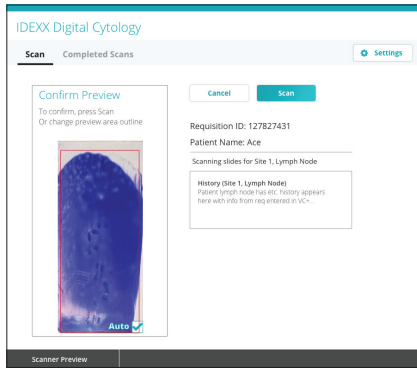 IDEXX Digital Cytology
Scan
Completed Scans
Settings
Confirm Preview
To confirm, press Scan
Or change preview area outline
Auto
Cancel
Scan
Requisition ID: 127827431
Patient Name: Ace
Scanning slides for Site 1, Lymph Node
History (Site 1, Lymph Node)
Patient lymph node has etc. history appears
here with info from req entered in VC+...
Scanner Preview